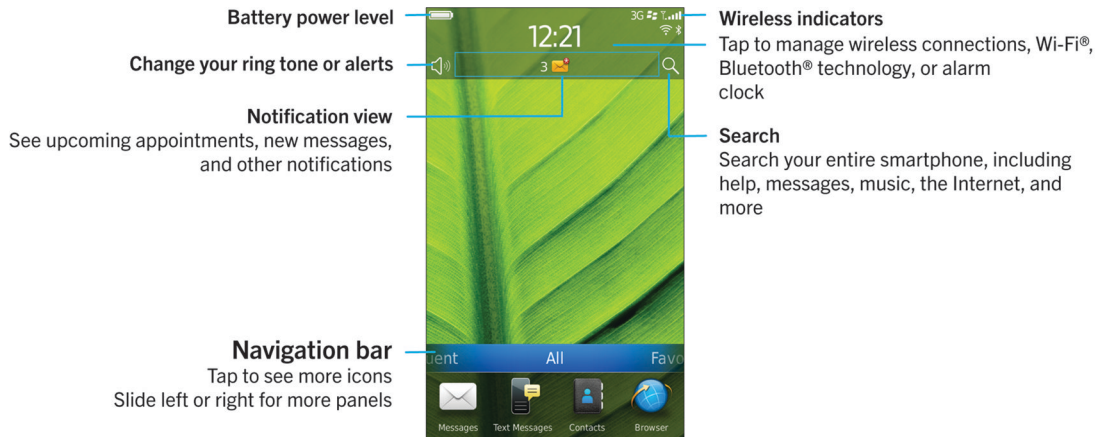 Battery power level
Change your ring tone or alerts
Notification view
See upcoming appointments, new messages,
and other notifications
Navigation bar
Tap to see more icons
Slide left or right for more panels
3G
12:21
3
uent All Favo
Messages Text Messages Contacts Browser
Wireless indicators
Tap to manage wireless connections, Wi-Fi®,
Bluetooth® technology, or alarm
clock
Search
Search your entire smartphone, including
help, messages, music, the Internet, and
more